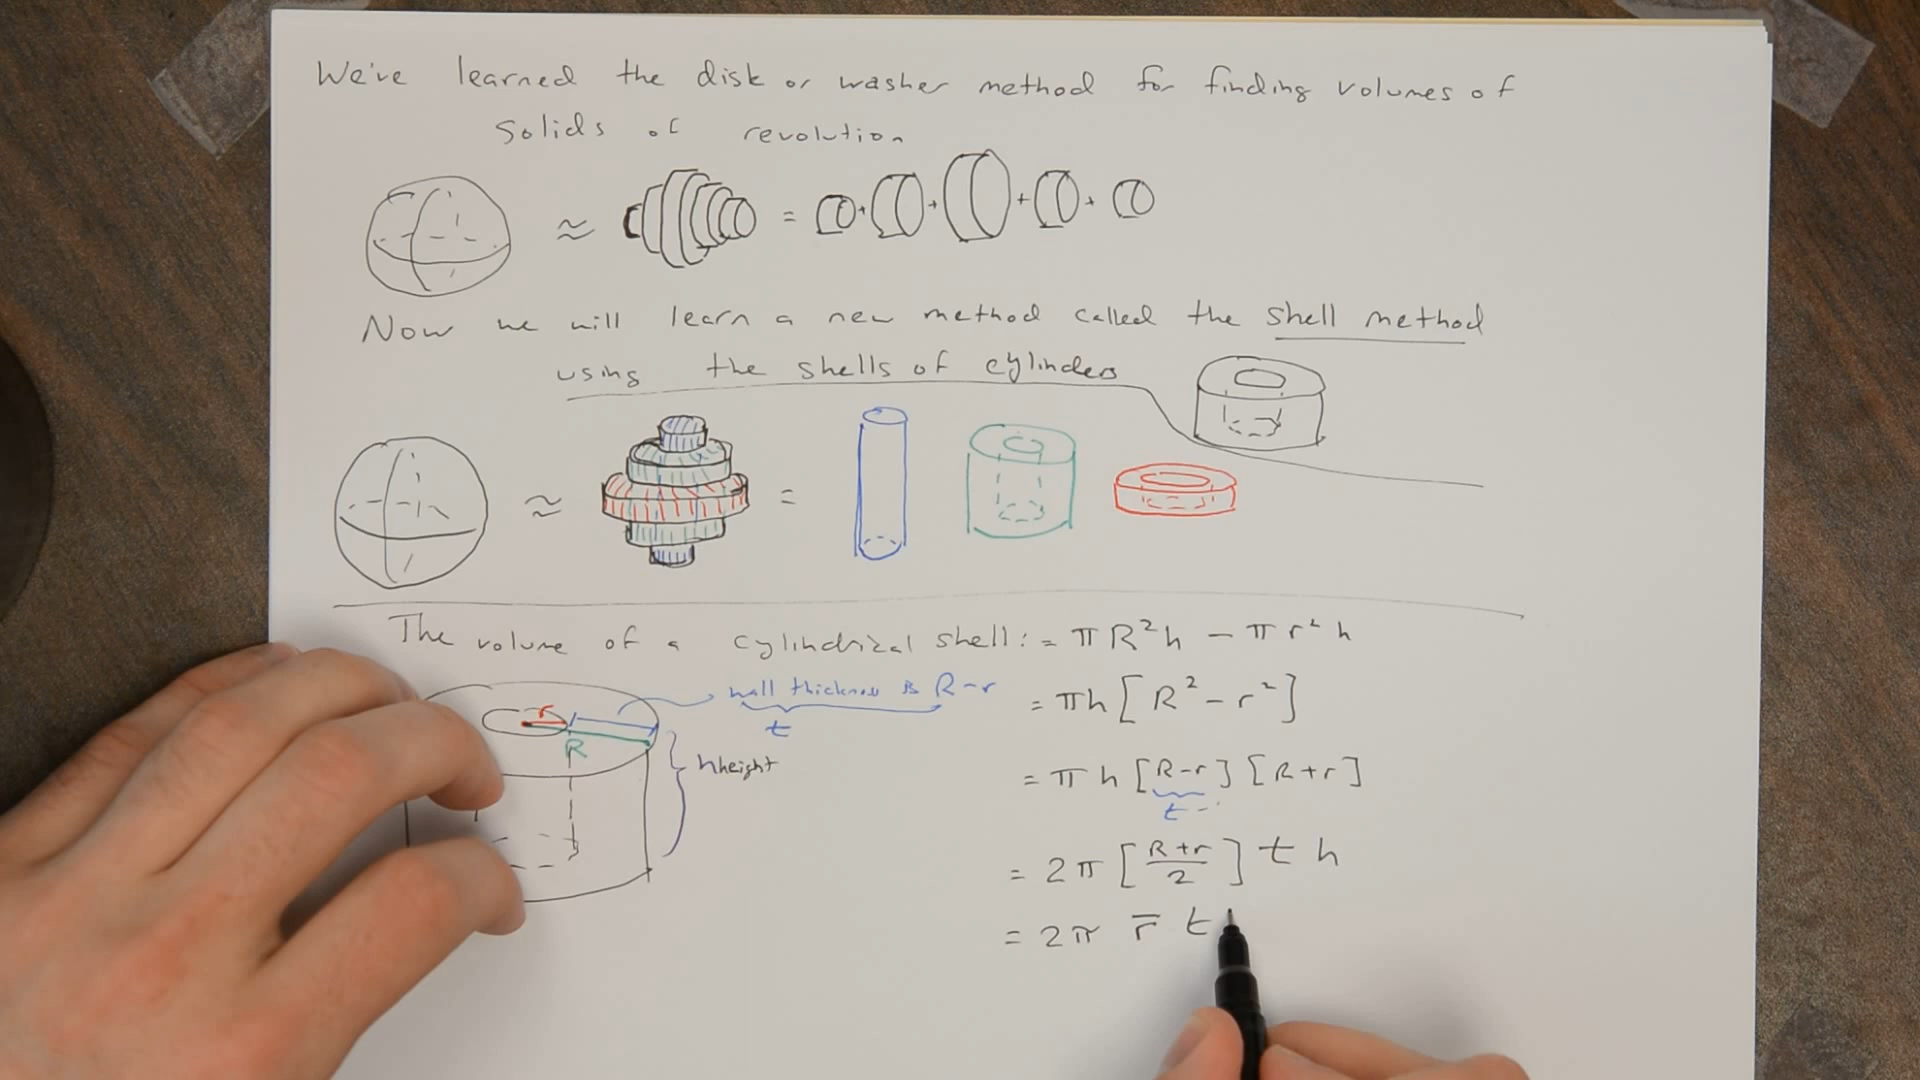 We've learned the disk or washer method for finding volumes of
solids of revolution
≈ = + + + +
Now we will learn a new method called the shell method
using the shells of cylinders
≈ =
The volume of a cylindrical shell: = πR²h − πr²h
wall thickness is R−r
t
r
R
h height
= πh[R²−r²]
= πh[R−r][R+r]
t
= 2π[R+r/2] t h
= 2π r̅ t